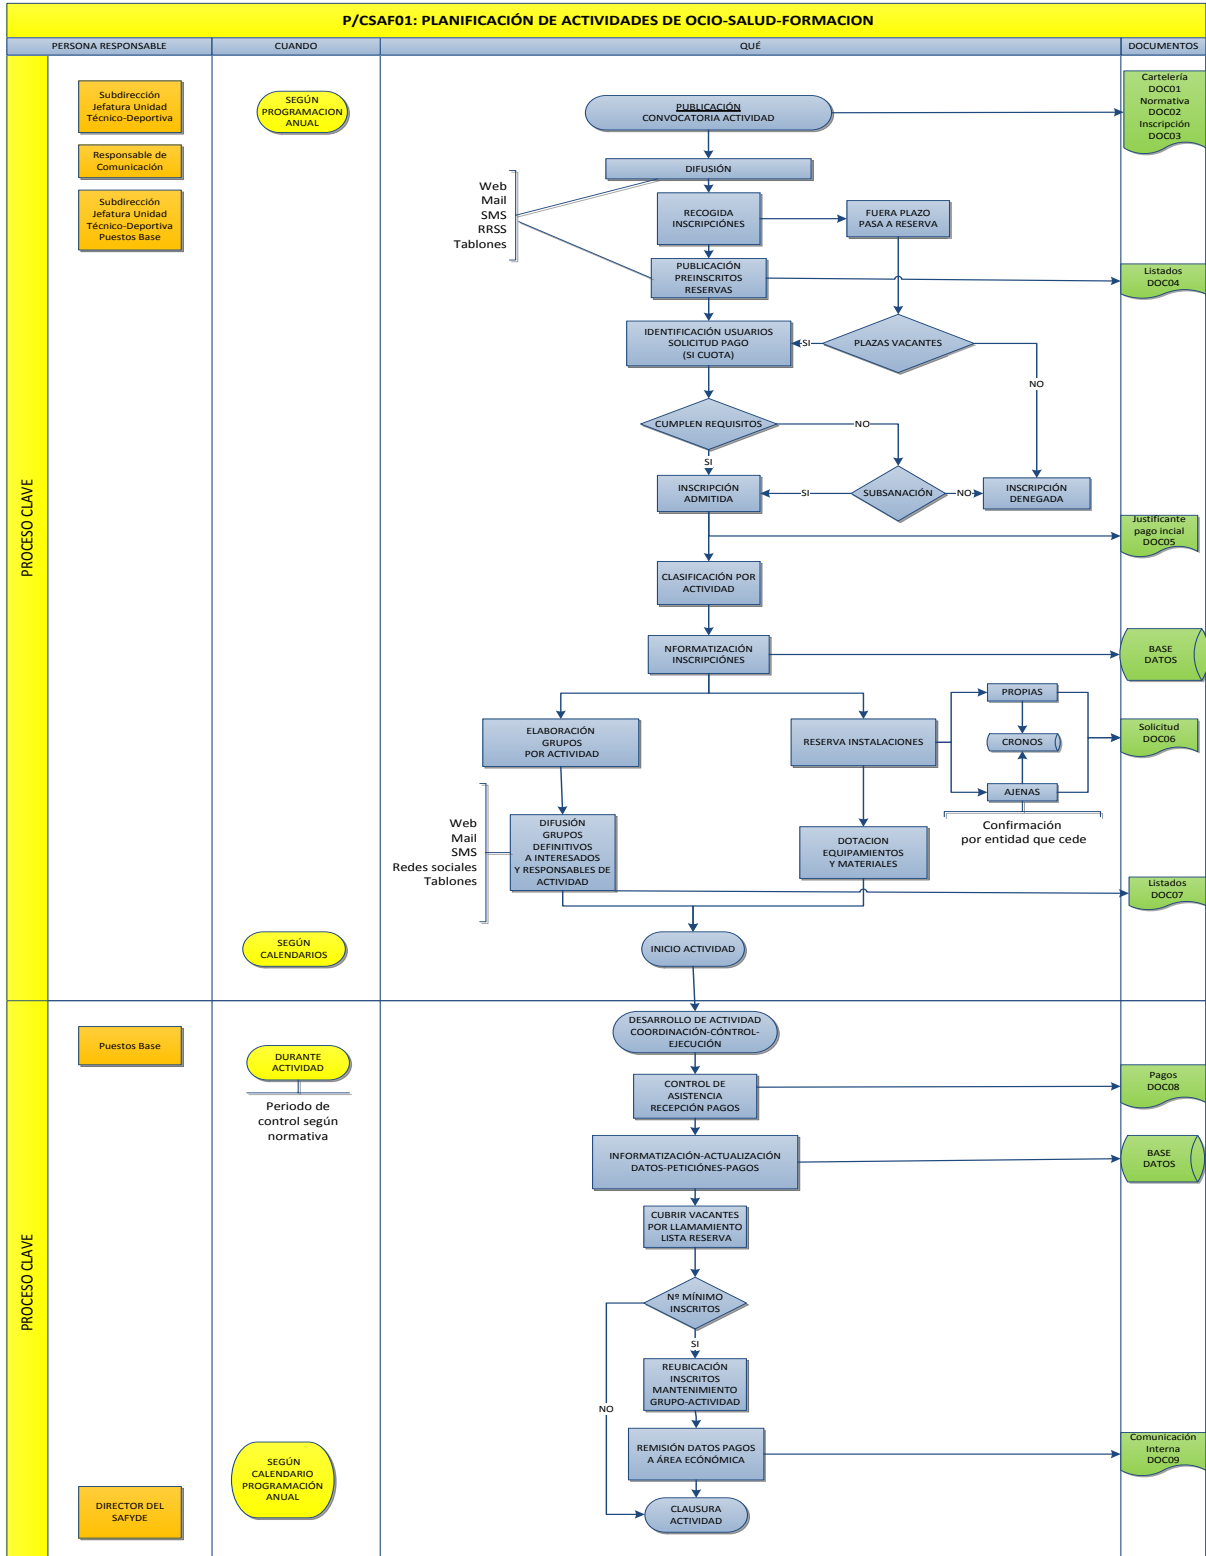 P/CSAF01: PLANIFICACIÓN DE ACTIVIDADES DE OCIO-SALUD-FORMACION
PERSONA RESPONSABLE
CUANDO
QUÉ
DOCUMENTOS
PROCESO CLAVE
Subdirección
Jefatura Unidad
Técnico-Deportiva
SEGÚN
PROGRAMACION
ANUAL
PUBLICACIÓN
CONVOCATORIA ACTIVIDAD
Cartelería
DOC01
Normativa
DOC02
Inscripción
DOC03
Responsable de
Comunicación
DIFUSIÓN
Subdirección
Jefatura Unidad
Técnico-Deportiva
Puestos Base
Web
Mail
SMS
RRSS
Tablones
RECOGIDA
INSCRIPCIÓNES
FUERA PLAZO
PASA A RESERVA
PUBLICACIÓN
PREINSCRITOS
RESERVAS
Listados
DOC04
IDENTIFICACIÓN USUARIOS
SOLICITUD PAGO
(SI CUOTA)
SI
PLAZAS VACANTES
NO
CUMPLEN REQUISITOS
NO
SI
INSCRIPCIÓN
ADMITIDA
SI
SUBSANACIÓN
NO
INSCRIPCIÓN
DENEGADA
Justificante
pago incial
DOC05
CLASIFICACIÓN POR
ACTIVIDAD
NFORMATIZACIÓN
INSCRIPCIÓNES
BASE
DATOS
ELABORACIÓN
GRUPOS
POR ACTIVIDAD
RESERVA INSTALACIONES
PROPIAS
CRONOS
AJENAS
Solicitud
DOC06
Confirmación
por entidad que cede
Web
Mail
SMS
Redes sociales
Tablones
DIFUSIÓN
GRUPOS
DEFINITIVOS
A INTERESADOS
Y RESPONSABLES DE
ACTIVIDAD
DOTACION
EQUIPAMIENTOS
Y MATERIALES
Listados
DOC07
SEGÚN
CALENDARIOS
INICIO ACTIVIDAD
PROCESO CLAVE
Puestos Base
DURANTE
ACTIVIDAD
Periodo de
control según
normativa
DESARROLLO DE ACTIVIDAD
COORDINACIÓN-CÓNTROL-
EJECUCIÓN
CONTROL DE
ASISTENCIA
RECEPCIÓN PAGOS
Pagos
DOC08
INFORMATIZACIÓN-ACTUALIZACIÓN
DATOS-PETICIÓNES-PAGOS
BASE
DATOS
CUBRIR VACANTES
POR LLAMAMIENTO
LISTA RESERVA
Nº MÍNIMO
INSCRITOS
SI
NO
REUBICACIÓN
INSCRITOS
MANTENIMIENTO
GRUPO-ACTIVIDAD
REMISIÓN DATOS PAGOS
A ÁREA ECONÓMICA
Comunicación
Interna
DOC09
SEGÚN
CALENDARIO
PROGRAMACIÓN
ANUAL
DIRECTOR DEL
SAFYDE
CLAUSURA
ACTIVIDAD